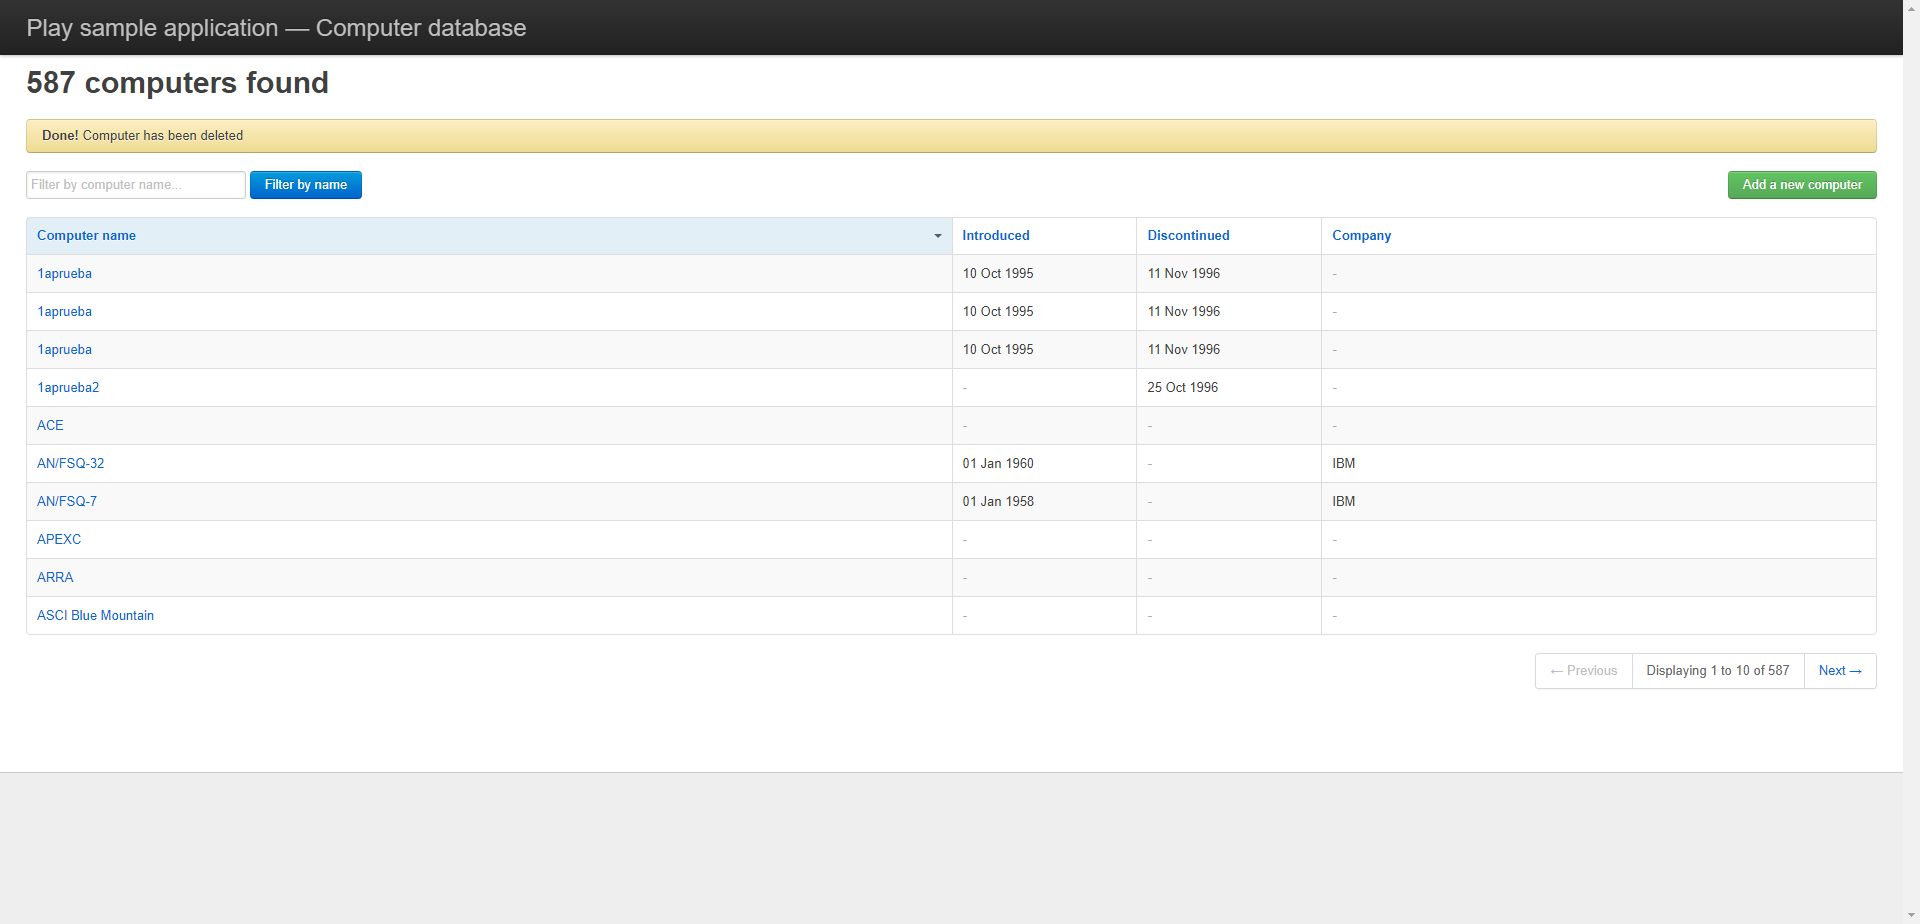 Play sample application — Computer database
587 computers found
Done! Computer has been deleted
Filter by computer name... Filter by name Add a new computer
Computer name Introduced Discontinued Company
1aprueba 10 Oct 1995 11 Nov 1996 -
1aprueba 10 Oct 1995 11 Nov 1996 -
1aprueba 10 Oct 1995 11 Nov 1996 -
1aprueba2 - 25 Oct 1996 -
ACE - - -
AN/FSQ-32 01 Jan 1960 - IBM
AN/FSQ-7 01 Jan 1958 - IBM
APEXC - - -
ARRA - - -
ASCI Blue Mountain - - -
← Previous Displaying 1 to 10 of 587 Next →